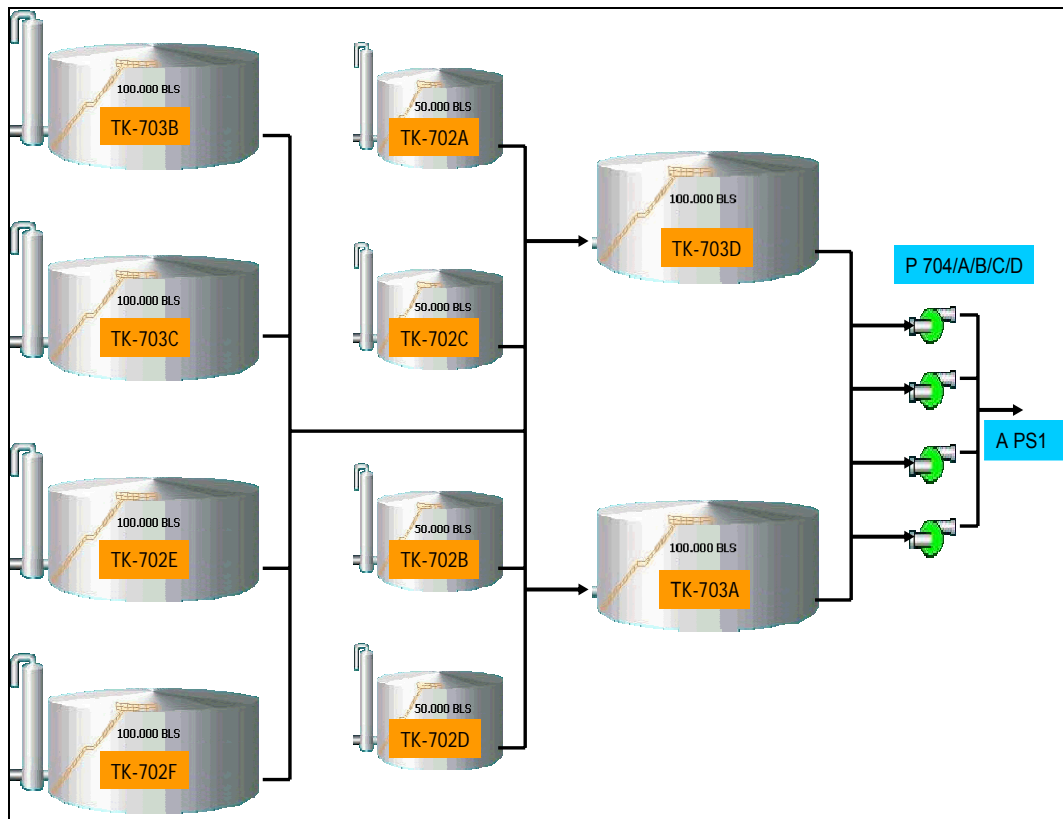 100.000 BLS
TK-703B
50.000 BLS
TK-702A
100.000 BLS
TK-703D
P 704/A/B/C/D
100.000 BLS
TK-703C
50.000 BLS
TK-702C
A PS1
100.000 BLS
TK-702E
50.000 BLS
TK-702B
100.000 BLS
TK-703A
100.000 BLS
TK-702F
50.000 BLS
TK-702D